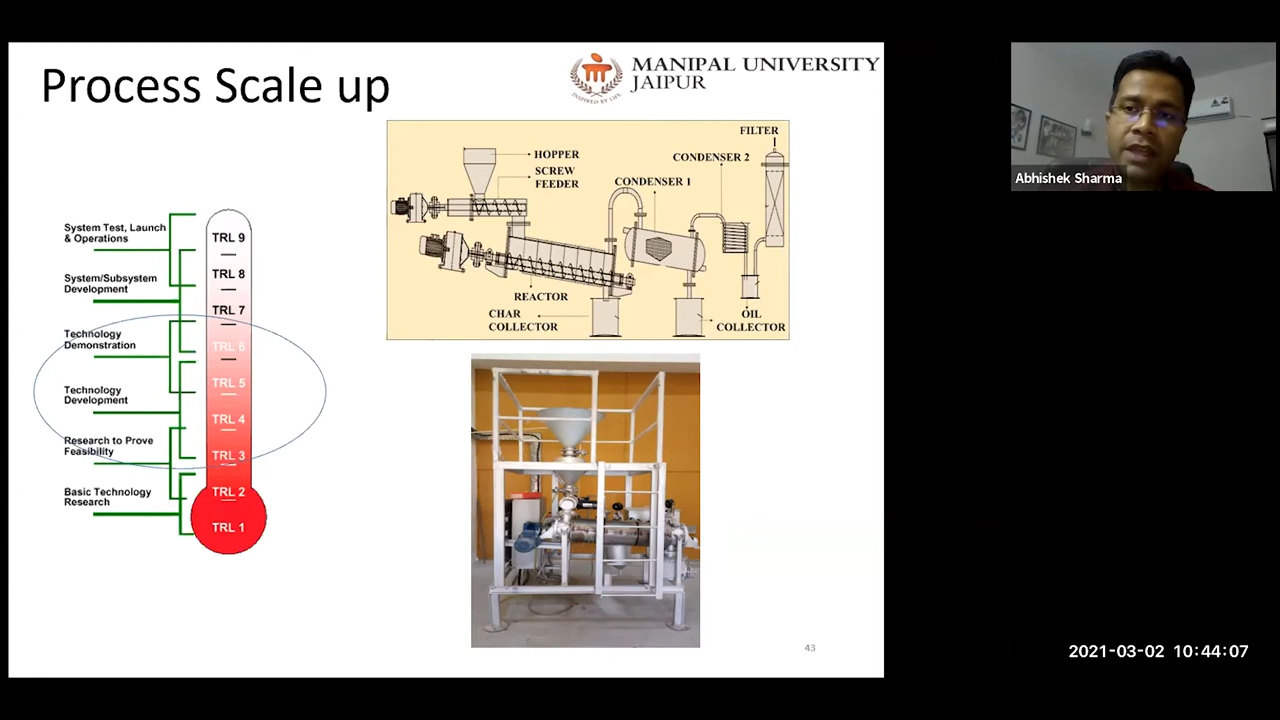 Process Scale up
MANIPAL UNIVERSITY
JAIPUR
INSPIRED BY LIFE
System Test, Launch
& Operations
System/Subsystem
Development
Technology
Demonstration
Technology
Development
Research to Prove
Feasibility
Basic Technology
Research
TRL 9
TRL 8
TRL 7
TRL 6
TRL 5
TRL 4
TRL 3
TRL 2
TRL 1
FILTER
CONDENSER 2
HOPPER
SCREW
FEEDER
CONDENSER 1
REACTOR
CHAR
COLLECTOR
OIL
COLLECTOR
43
Abhishek Sharma
2021-03-02 10:44:07